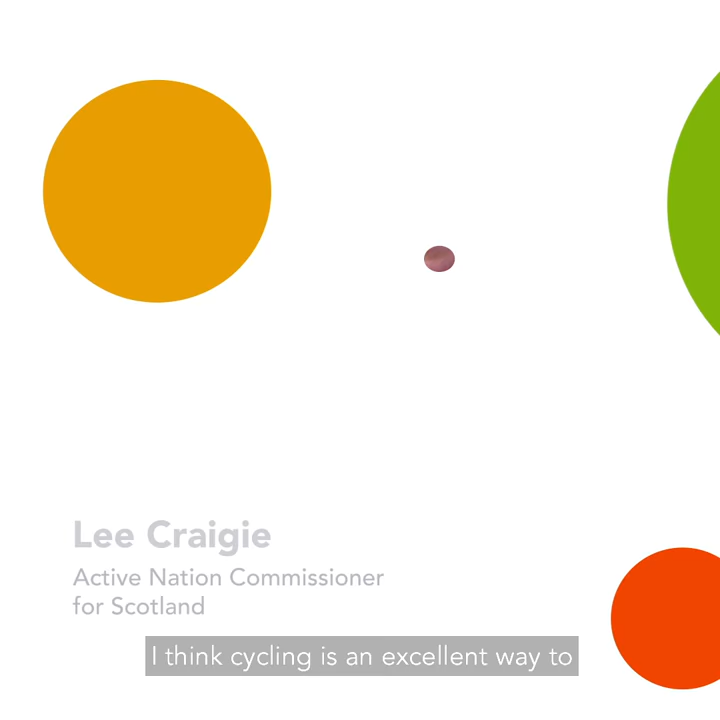 Lee Craigie
Active Nation Commissioner
for Scotland
I think cycling is an excellent way to